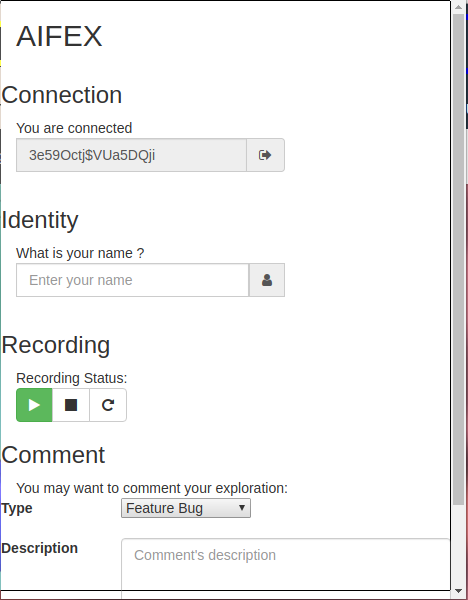 AIFEX
Connection
You are connected
3e59Octj$VUa5DQji
Identity
What is your name ?
Enter your name
Recording
Recording Status:
Comment
You may want to comment your exploration:
Type
Feature Bug
Description
Comment's description